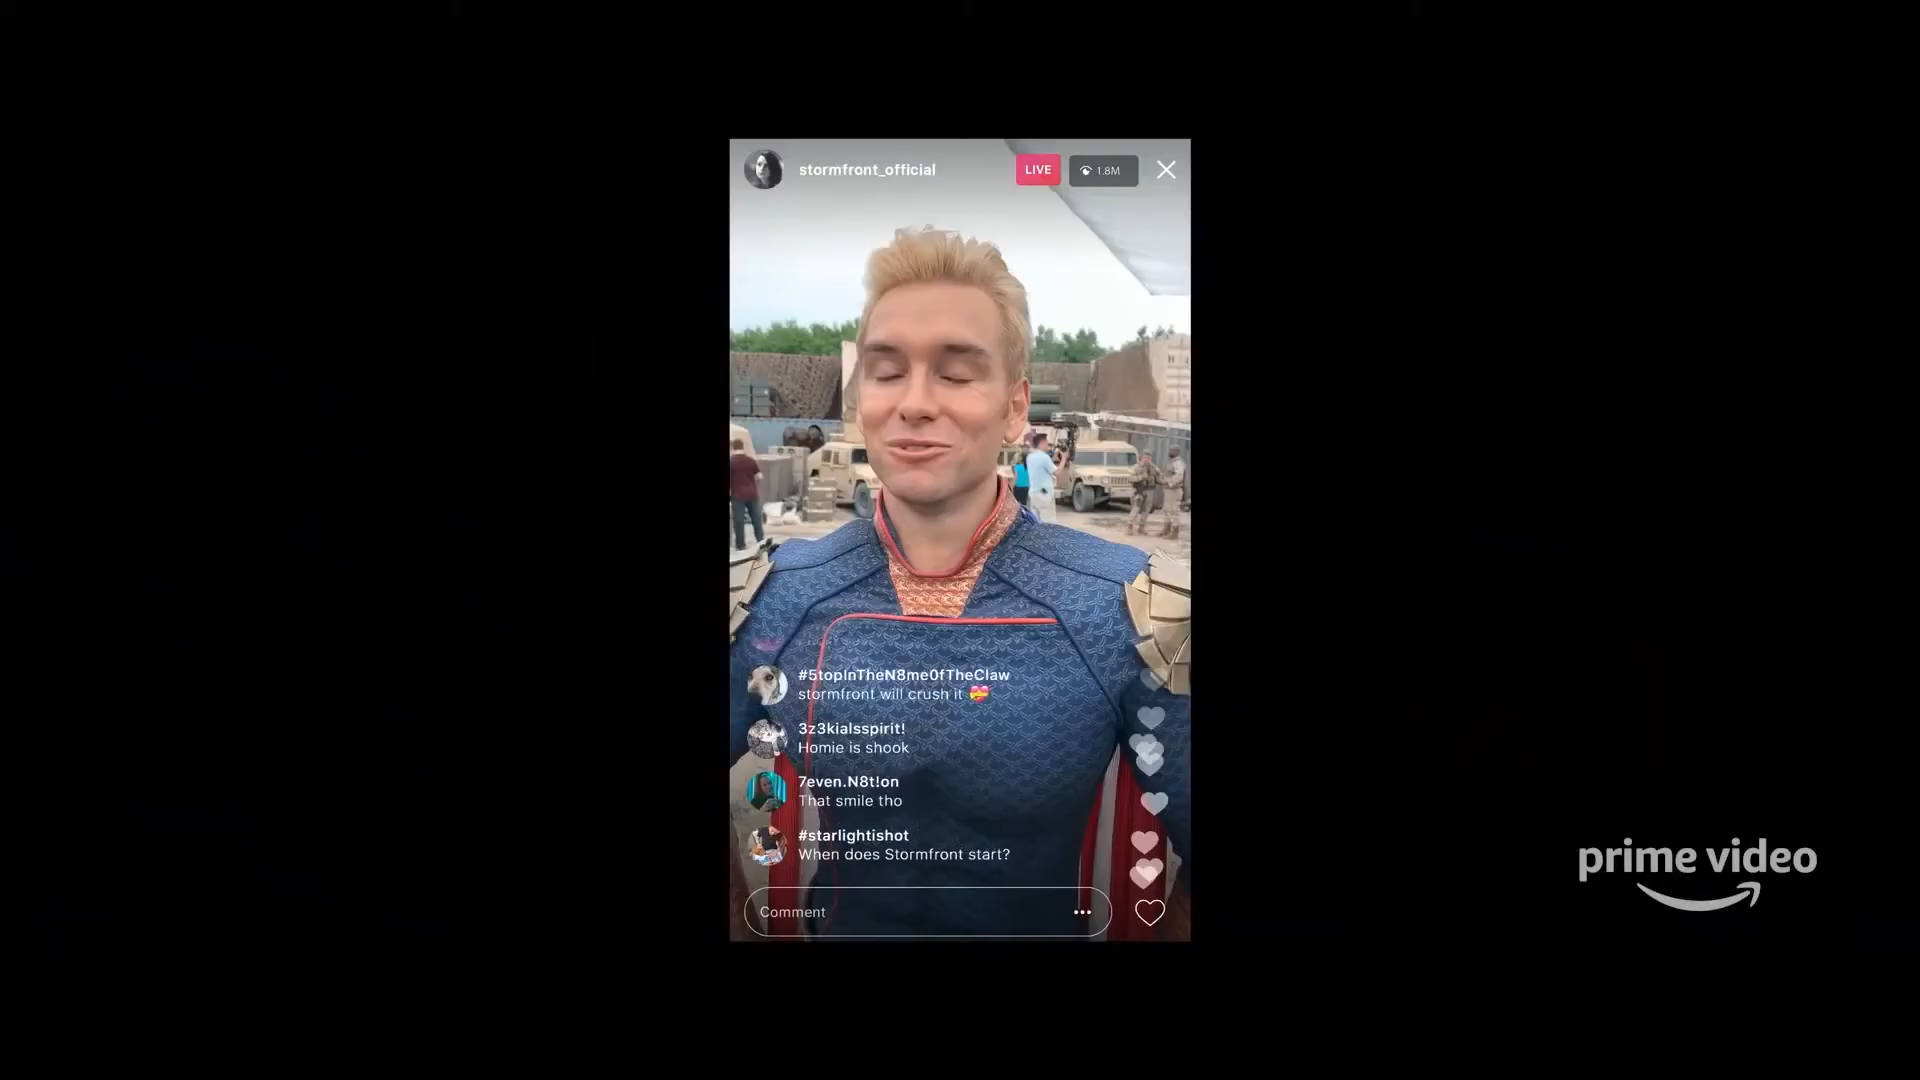 stormfront_official
LIVE
1.8M
#5topInTheN8me0fTheClaw
stormfront will crush it 💝
3z3kialsspirit!
Homie is shook
7even.N8t!on
That smile tho
#starlightishot
When does Stormfront start?
Comment
prime video